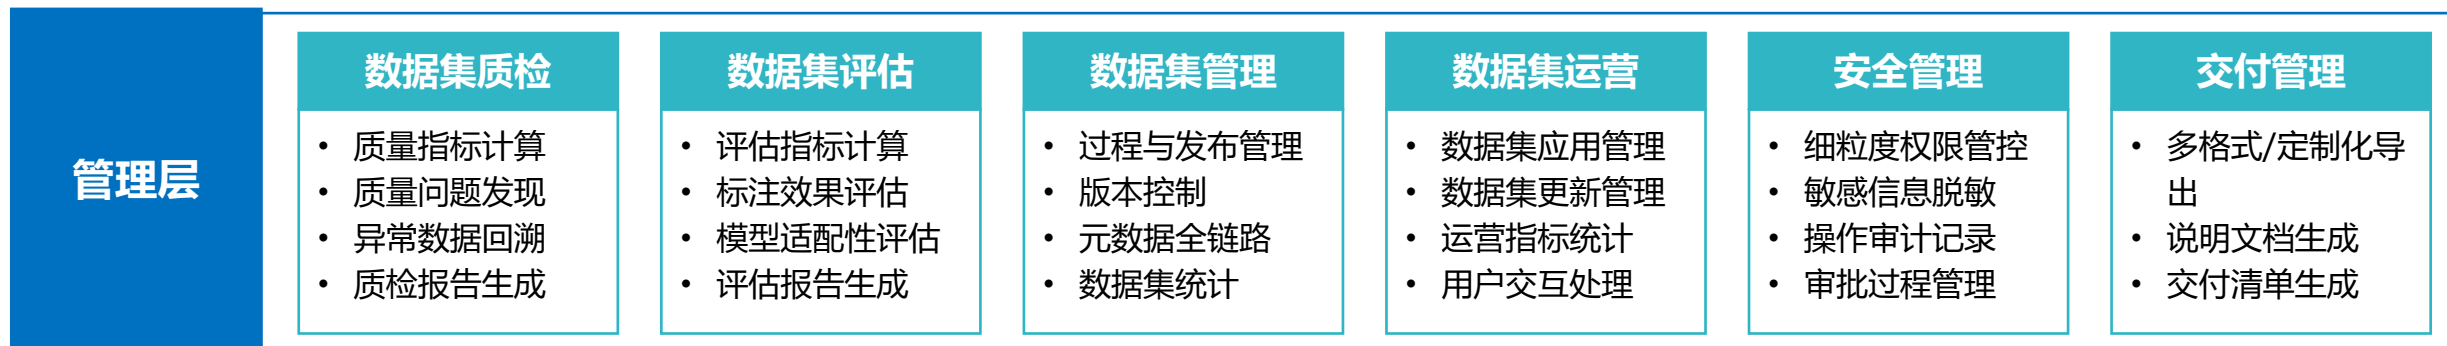 管理层
数据集质检
• 质量指标计算
• 质量问题发现
• 异常数据回溯
• 质检报告生成
数据集评估
• 评估指标计算
• 标注效果评估
• 模型适配性评估
• 评估报告生成
数据集管理
• 过程与发布管理
• 版本控制
• 元数据全链路
• 数据集统计
数据集运营
• 数据集应用管理
• 数据集更新管理
• 运营指标统计
• 用户交互处理
安全管理
• 细粒度权限管控
• 敏感信息脱敏
• 操作审计记录
• 审批过程管理
交付管理
• 多格式/定制化导
出
• 说明文档生成
• 交付清单生成